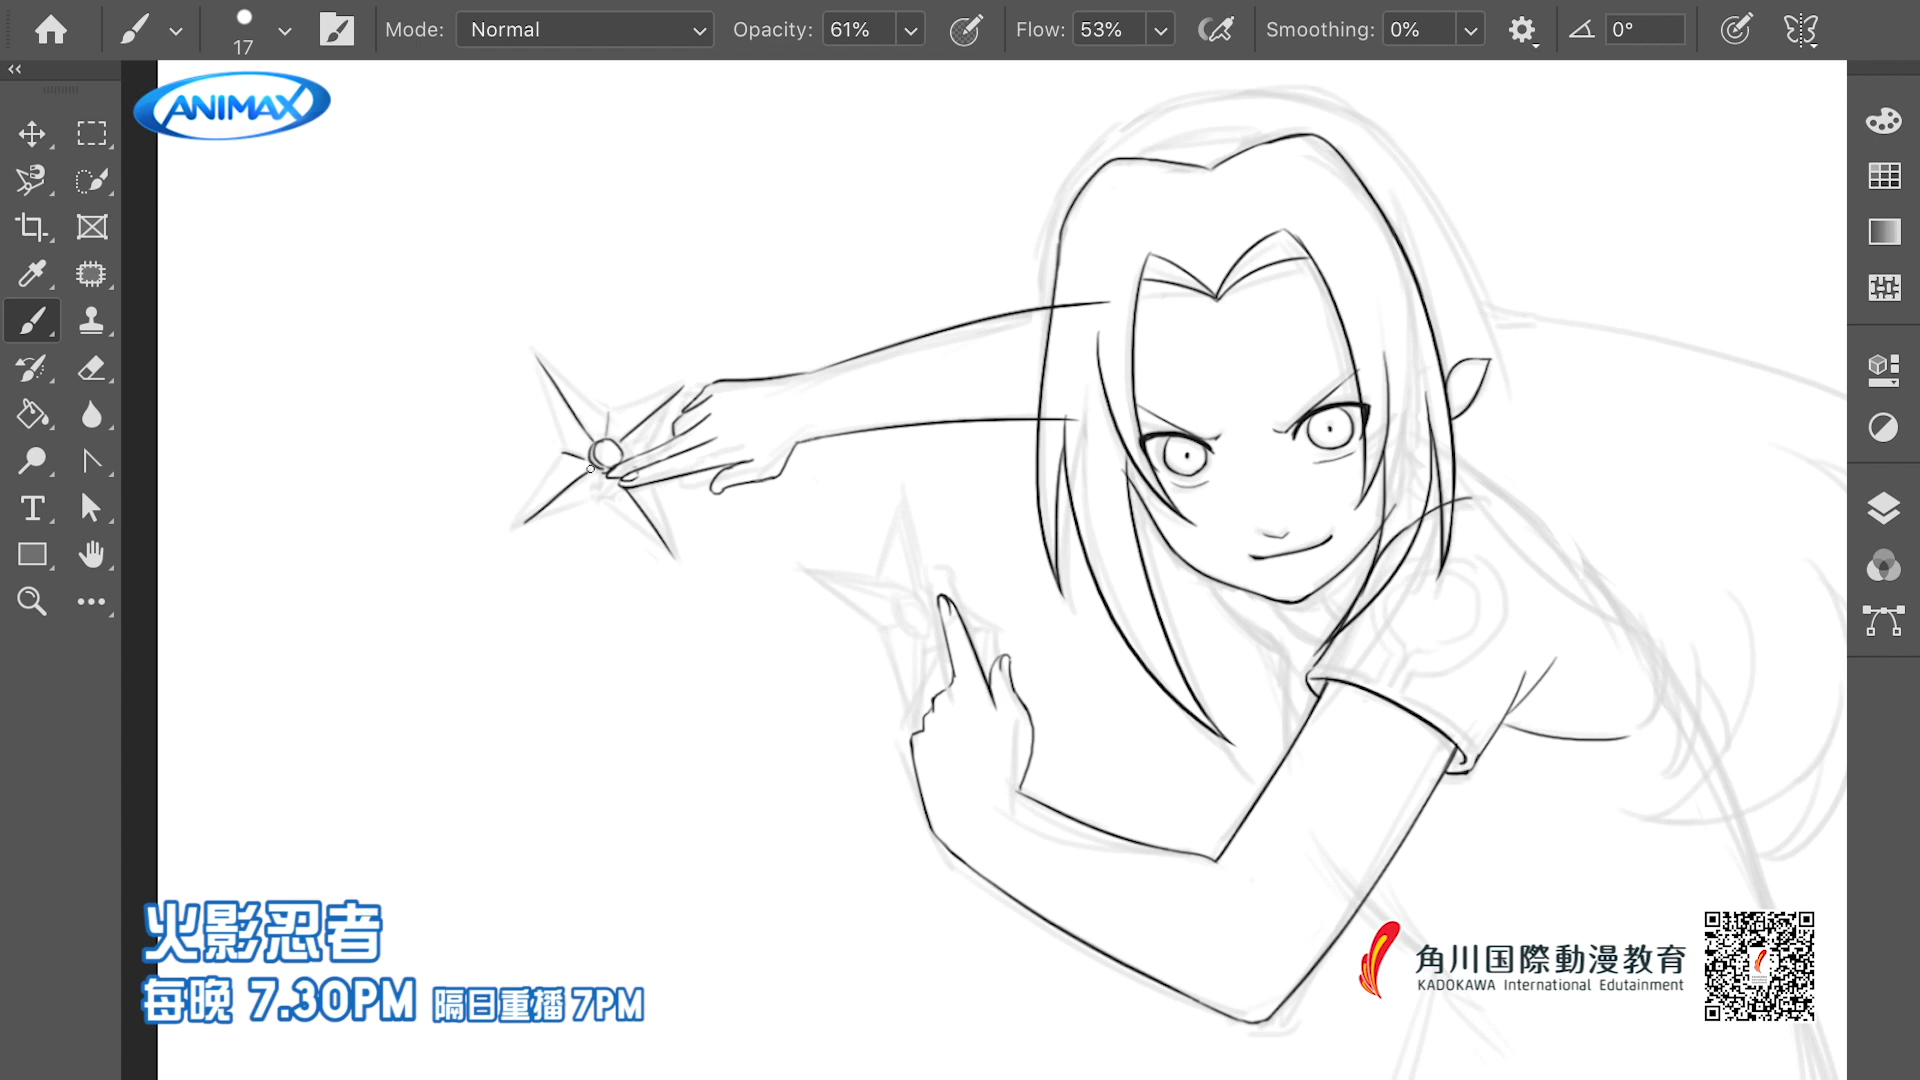 17
Mode: Normal Opacity: 61% Flow: 53% Smoothing: 0% 0°
ANIMAX
火影忍者
每晚 7.30PM 隔日重播 7PM
角川国際動漫教育
KADOKAWA International Edutainment